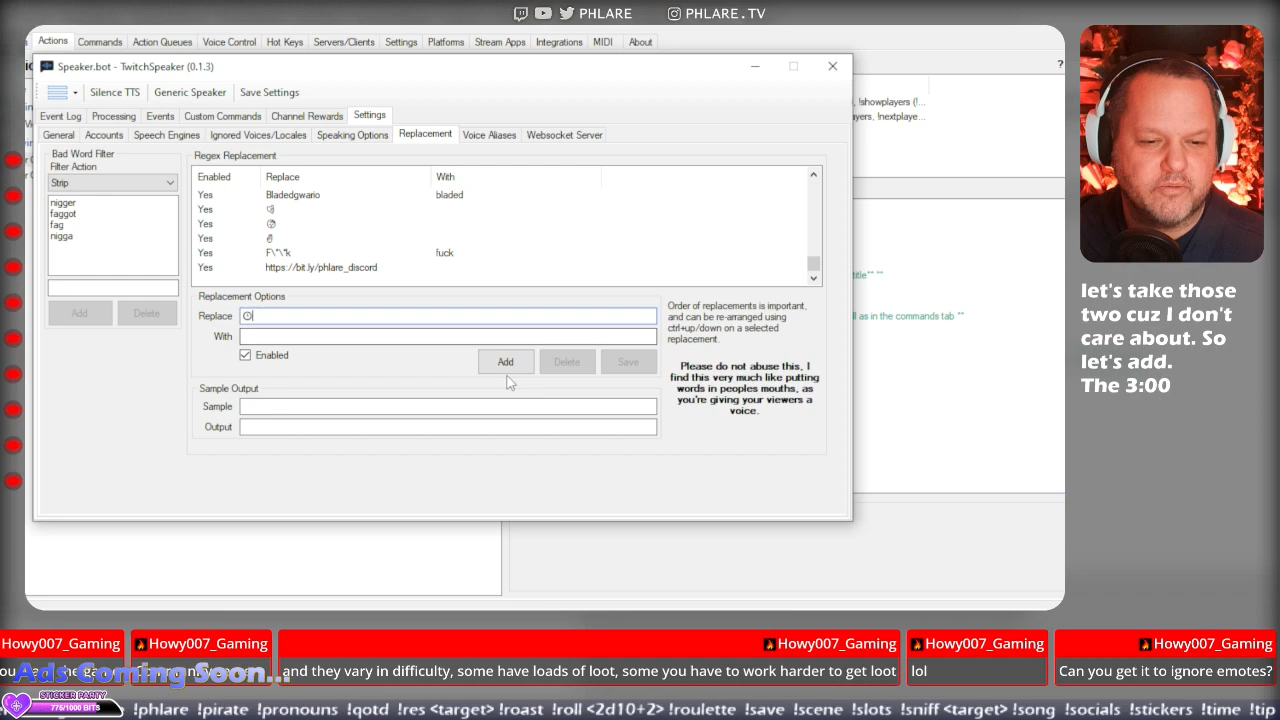 PHLARE
PHLARE.TV
Actions Commands Action Queues Voice Control Hot Keys Servers/Clients Settings Platforms Stream Apps Integrations MIDI About
Speaker.bot - TwitchSpeaker (0.1.3)
?
Silence TTS Generic Speaker Save Settings
, !showplayers (!...
Event Log Processing Events Custom Commands Channel Rewards Settings
ayers, !nextplaye...
General Accounts Speech Engines Ignored Voices/Locales Speaking Options Replacement Voice Aliases Websocket Server
Bad Word Filter
Filter Action
Strip
nigger
faggot
fag
nigga
Add Delete
Regex Replacement
Enabled Replace With
Yes Bladedgwario bladed
Yes
Yes
Yes
Yes F\*\*k fuck
Yes https://bit.ly/phlare_discord
Replacement Options
Replace
With
Enabled
Add Delete Save
Sample Output
Sample
Output
Order of replacements is important,
and can be re-arranged using
ctrl+up/down on a selected
replacement.
Please do not abuse this, I
find this very much like putting
words in peoples mouths, as
you're giving your viewers a
voice.
title** **
ll as in the commands tab **
let's take those
two cuz I don't
care about. So
let's add.
The 3:00
Howy007_Gaming Howy007_Gaming Howy007_Gaming Howy007_Gaming Howy007_Gaming
and they vary in difficulty, some have loads of loot, some you have to work harder to get loot
lol
Can you get it to ignore emotes?
Ads Coming Soon...
STICKER PARTY
775/1000 BITS
!phlare !pirate !pronouns !qotd !res <target> !roast !roll <2d10+2> !roulette !save !scene !slots !sniff <target> !song !socials !stickers !time !tip